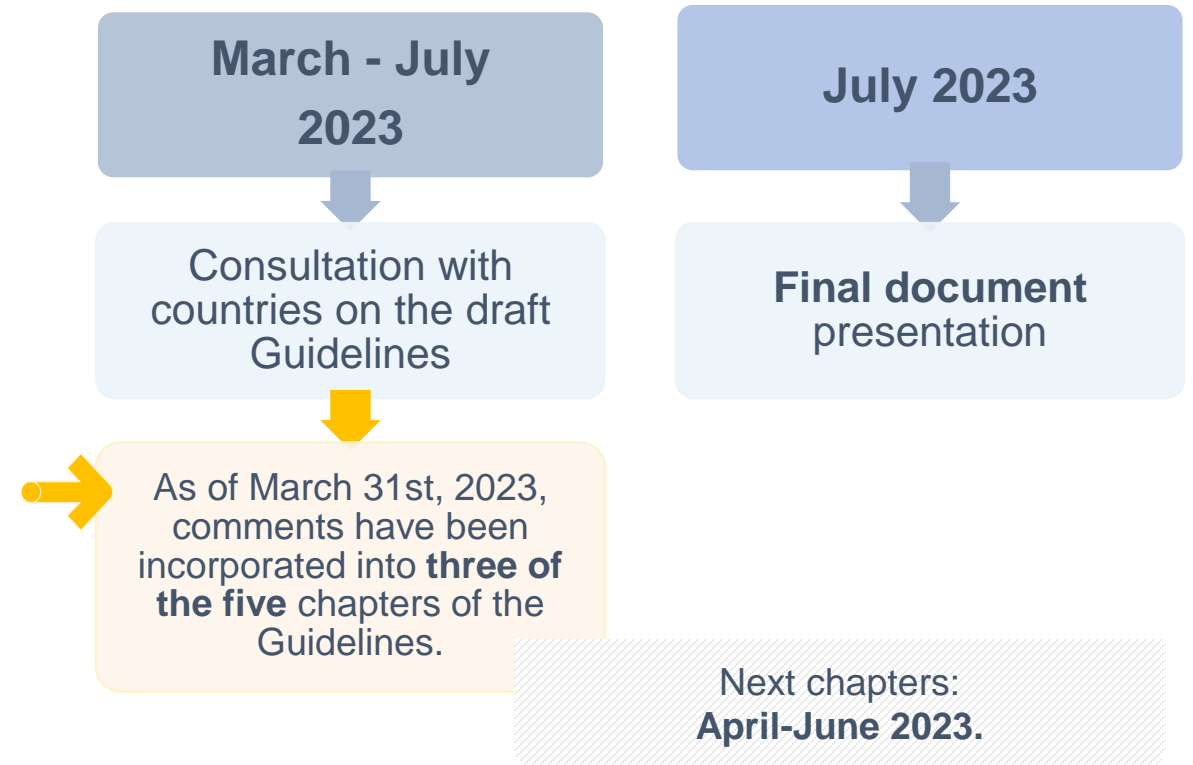 March - July
2023
Consultation with
countries on the draft
Guidelines
As of March 31st, 2023,
comments have been
incorporated into three of
the five chapters of the
Guidelines.
July 2023
Final document
presentation
Next chapters:
April-June 2023.